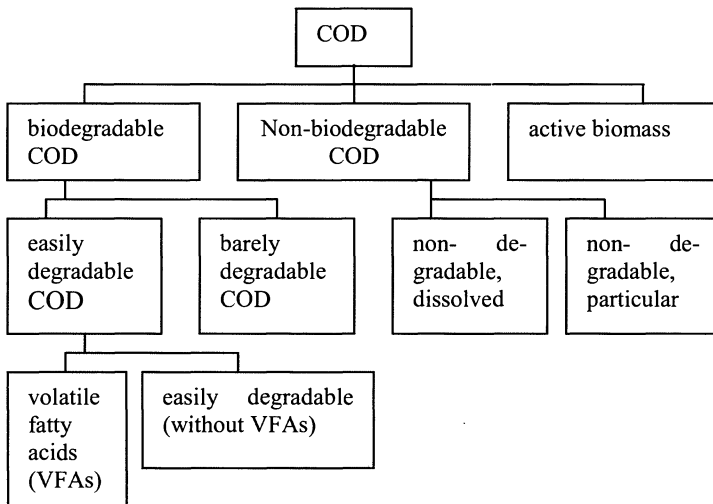 COD
biodegradable
COD
Non-biodegradable
COD
active biomass
easily
degradable
COD
barely
degradable
COD
non- de-
gradable,
dissolved
non- de-
gradable,
particular
volatile
fatty
acids
(VFAs)
easily degradable
(without VFAs)